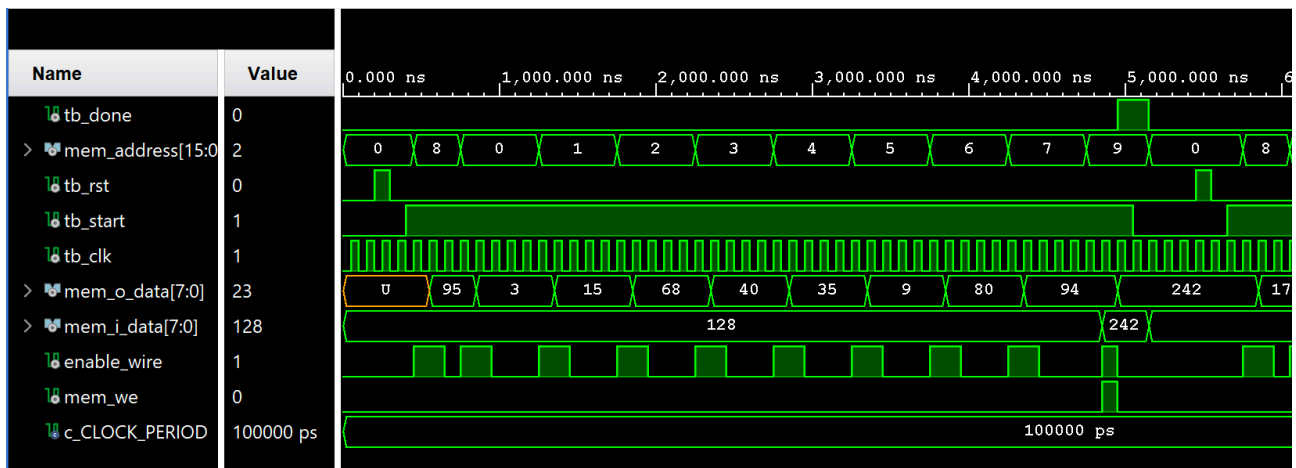 Name Value 0.000 ns 1,000.000 ns 2,000.000 ns 3,000.000 ns 4,000.000 ns 5,000.000 ns 6
tb_done 0
mem_address[15:0 2 0 8 0 1 2 3 4 5 6 7 9 0 8
tb_rst 0
tb_start 1
tb_clk 1
mem_o_data[7:0] 23 U 95 3 15 68 40 35 9 80 94 242 17
mem_i_data[7:0] 128 128 242
enable_wire 1
mem_we 0
c_CLOCK_PERIOD 100000 ps 100000 ps